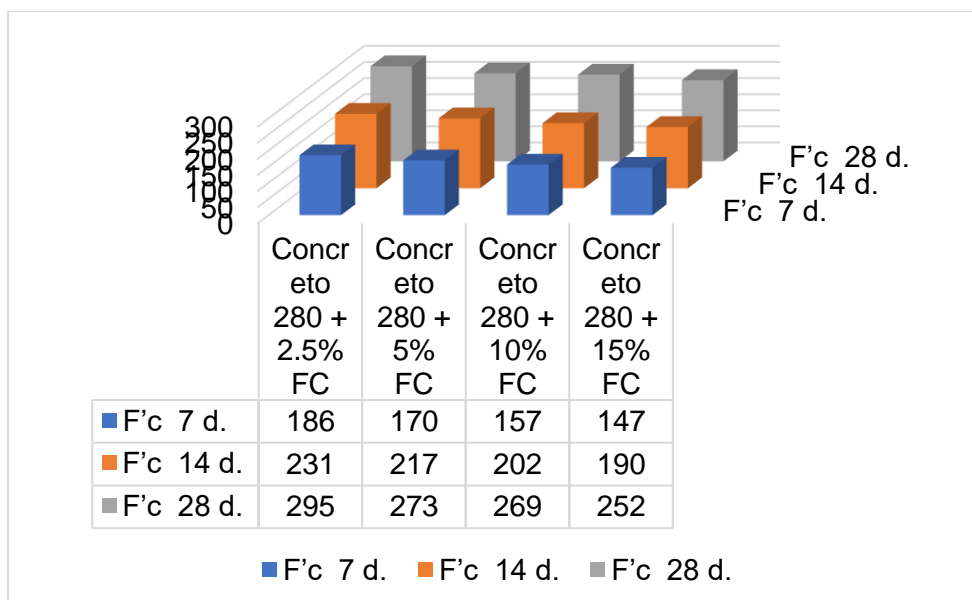 300
250
200
150
100
50
0
F'c 28 d.
F'c 14 d.
F'c 7 d.
Concr Concr Concr Concr
eto eto eto eto
280 + 280 + 280 + 280 +
2.5% 5% 10% 15%
FC FC FC FC
F'c 7 d. 186 170 157 147
F'c 14 d. 231 217 202 190
F'c 28 d. 295 273 269 252
F'c 7 d. F'c 14 d. F'c 28 d.